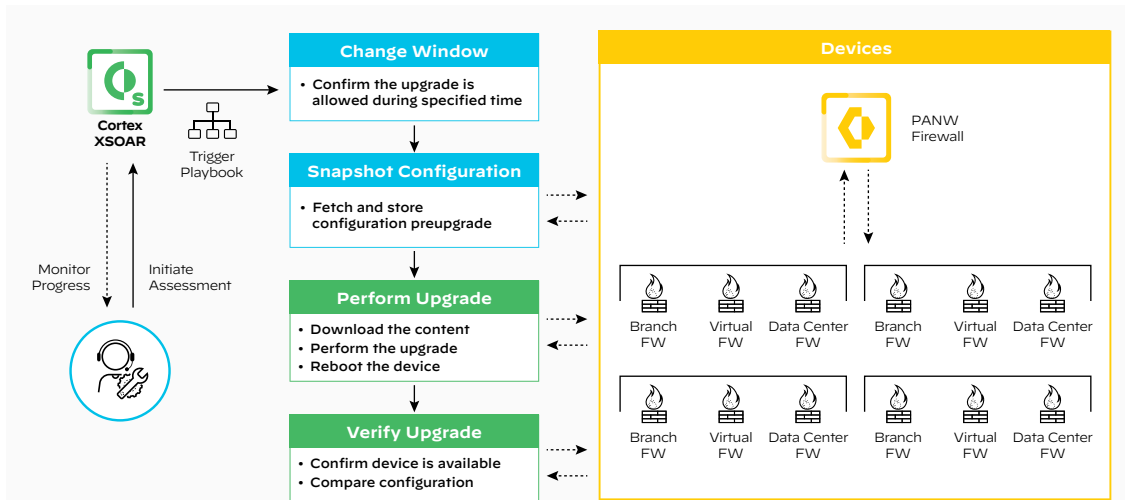 Cortex
XSOAR
Trigger
Playbook
Monitor
Progress
Initiate
Assessment
Change Window
• Confirm the upgrade is
allowed during specified time
Snapshot Configuration
• Fetch and store
configuration preupgrade
Perform Upgrade
• Download the content
• Perform the upgrade
• Reboot the device
Verify Upgrade
• Confirm device is available
• Compare configuration
Devices
PANW
Firewall
Branch
FW
Virtual
FW
Data Center
FW
Branch
FW
Virtual
FW
Data Center
FW
Branch
FW
Virtual
FW
Data Center
FW
Branch
FW
Virtual
FW
Data Center
FW